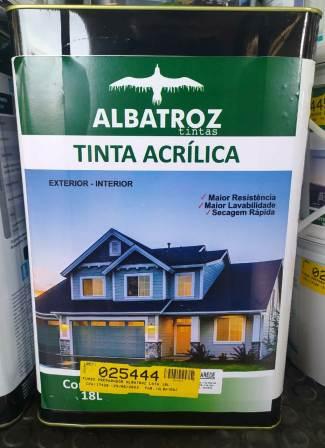 ALBATROZ
tintas
TINTA ACRÍLICA
EXTERIOR - INTERIOR
Maior Resistência
Maior Lavabilidade
Secagem Rápida
025444
18L